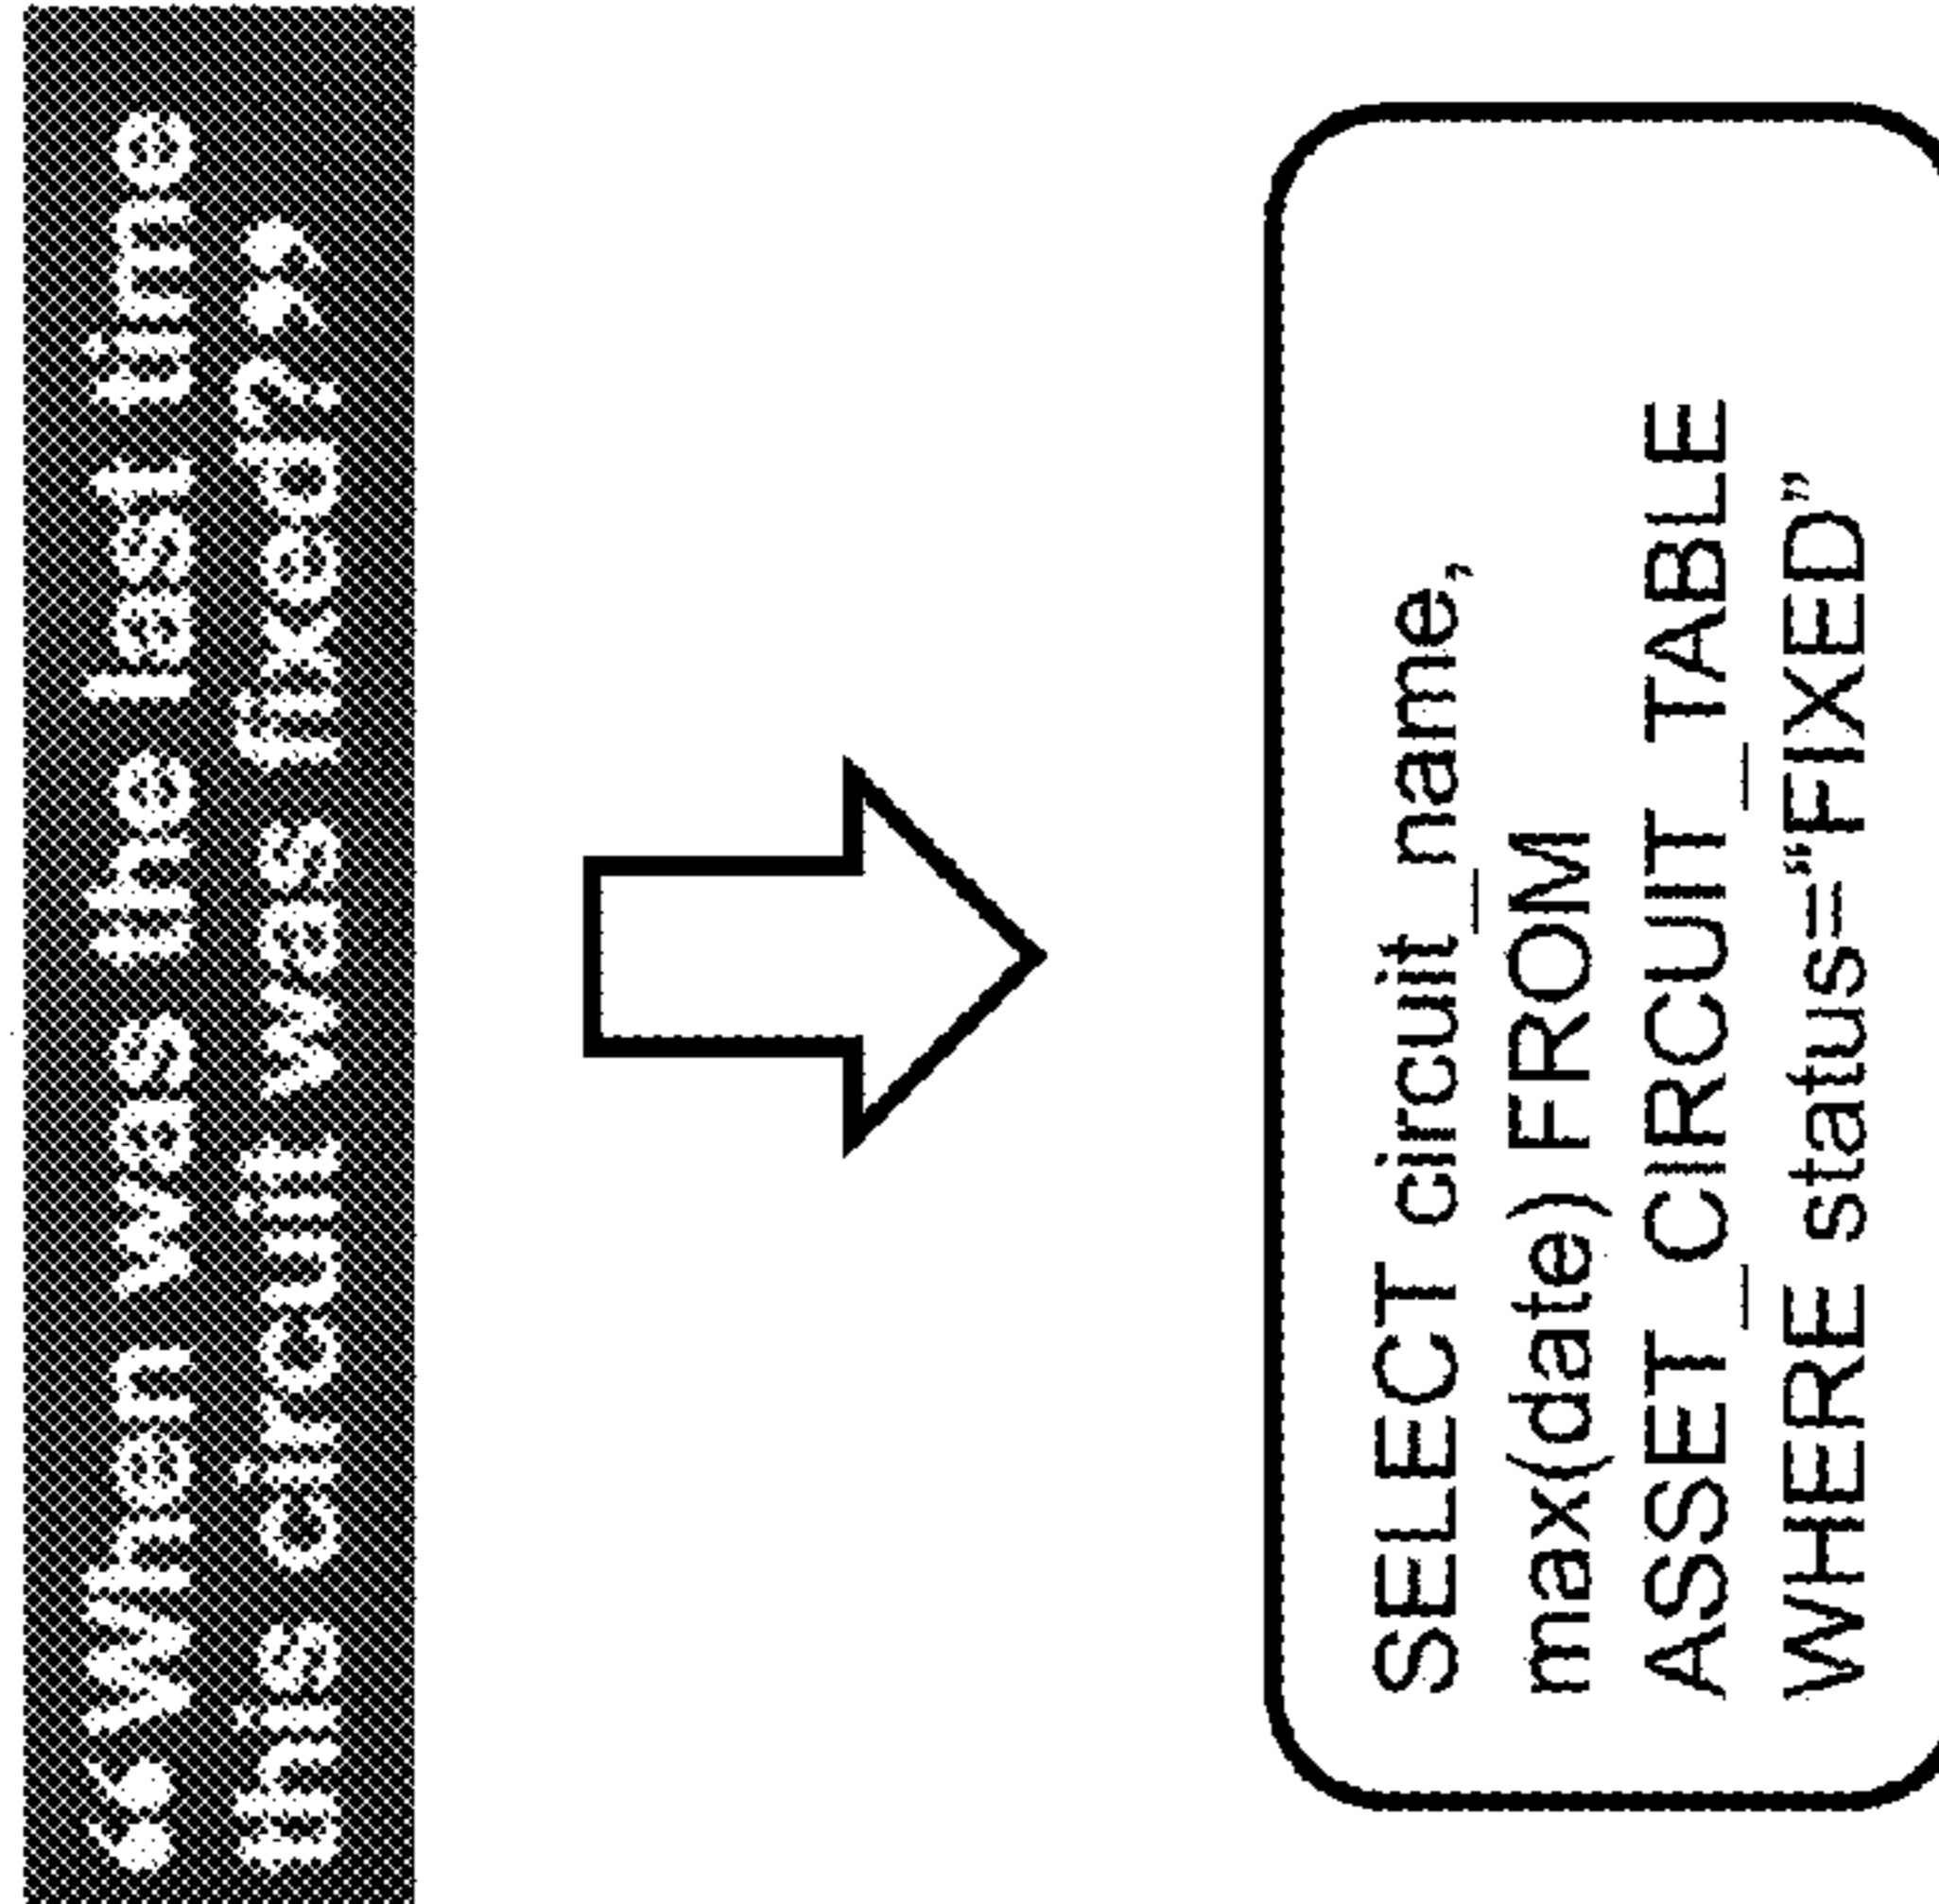 “When was the last time
this circuit was fixed?”
SELECT circuit_name,
max(date) FROM
ASSET_CIRCUIT_TABLE
WHERE status=“FIXED”